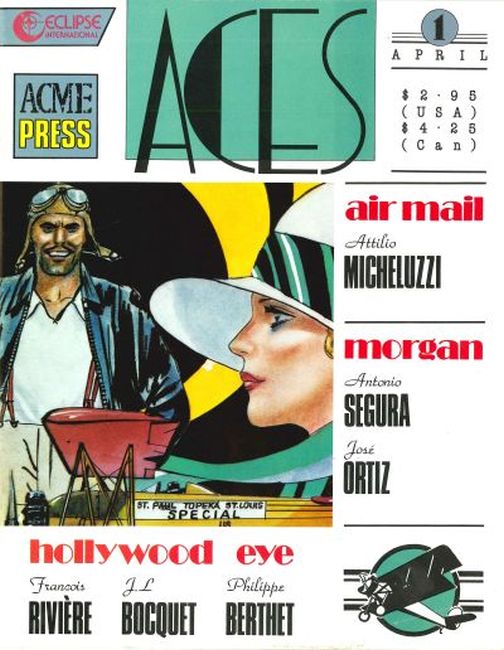 ECLIPSE
INTERNATIONAL
ACES
1
APRIL
ACME
PRESS
$2.95
(USA)
$4.25
(Can)
air mail
Attilio
MICHELUZZI
morgan
Antonio
SEGURA
José
ORTIZ
ST. PAUL TOPEKA ST. LOUIS
SPECIAL
hollywood eye
François
RIVIÈRE
J.L
BOCQUET
Philippe
BERTHET